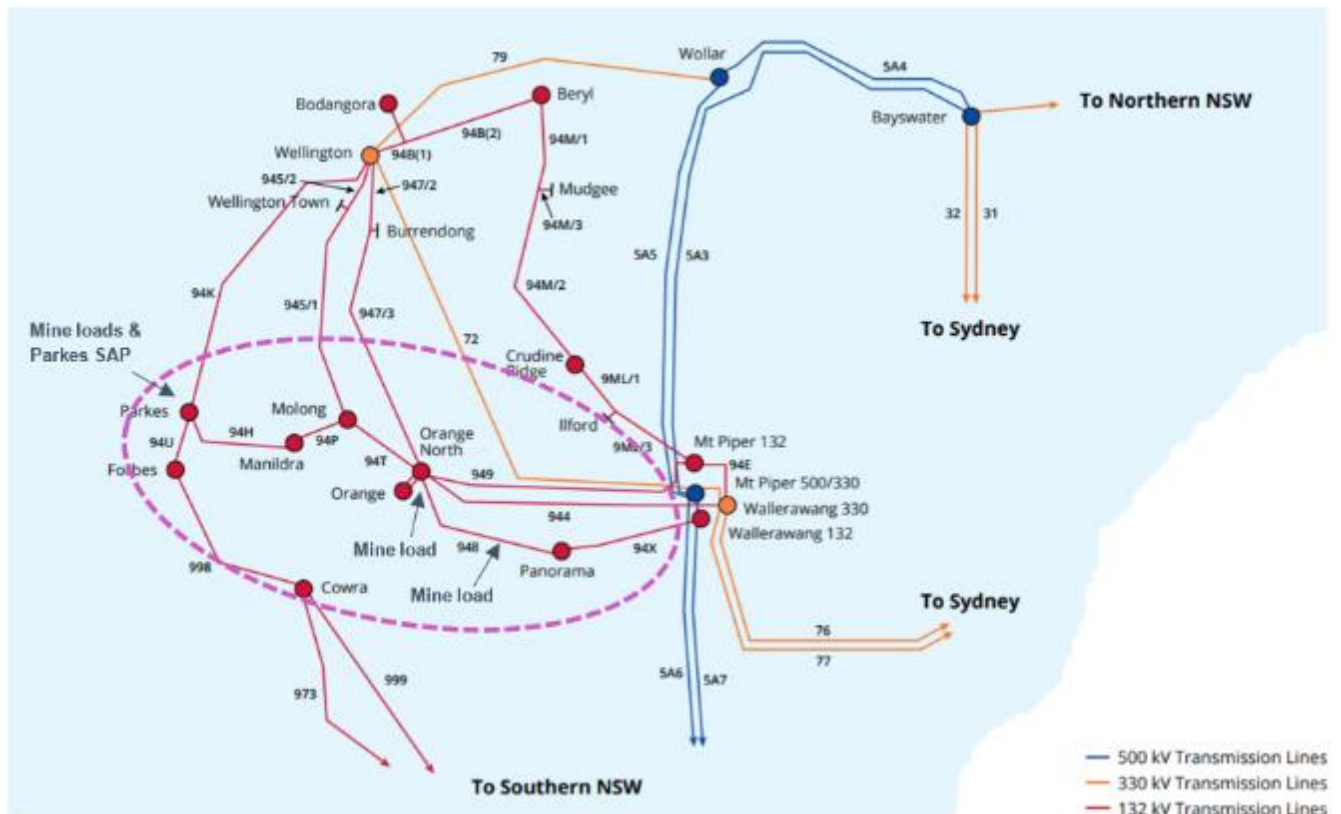 79
Wollar
5A4
Bodangora
Beryl
To Northern NSW
94B(2)
94M/1
Bayswater
Wellington
94B(1)
945/2
947/2
Mudgee
Wellington Town
94M/3
32
31
Burrendong
5A5
5A3
94K
94M/2
945/1
947/3
To Sydney
Mine loads &
Parkes SAP
72
Crudine
Ridge
9ML/1
Parkes
Molong
Ilford
94H
94P
Orange
North
Mt Piper 132
94U
9ML/3
94E
Manildra
94T
Forbes
949
Mt Piper 500/330
Orange
Wallerawang 330
944
Wallerawang 132
Mine load
948
94X
Panorama
998
Mine load
Cowra
To Sydney
76
77
973
999
5A6
5A7
To Southern NSW
500 kV Transmission Lines
330 kV Transmission Lines
132 kV Transmission Lines